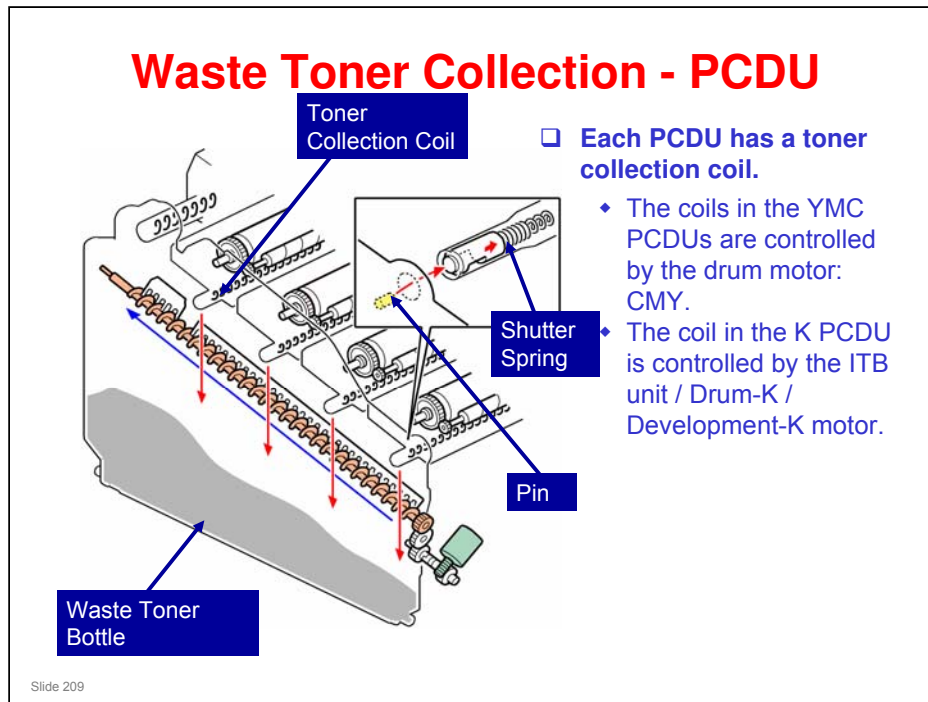 Waste Toner Collection - PCDU
Toner
Collection Coil
❑ Each PCDU has a toner
collection coil.
◆ The coils in the YMC
PCDUs are controlled
by the drum motor:
CMY.
◆ The coil in the K PCDU
is controlled by the ITB
unit / Drum-K /
Development-K motor.
Shutter
Spring
Pin
Waste Toner
Bottle
Slide 209